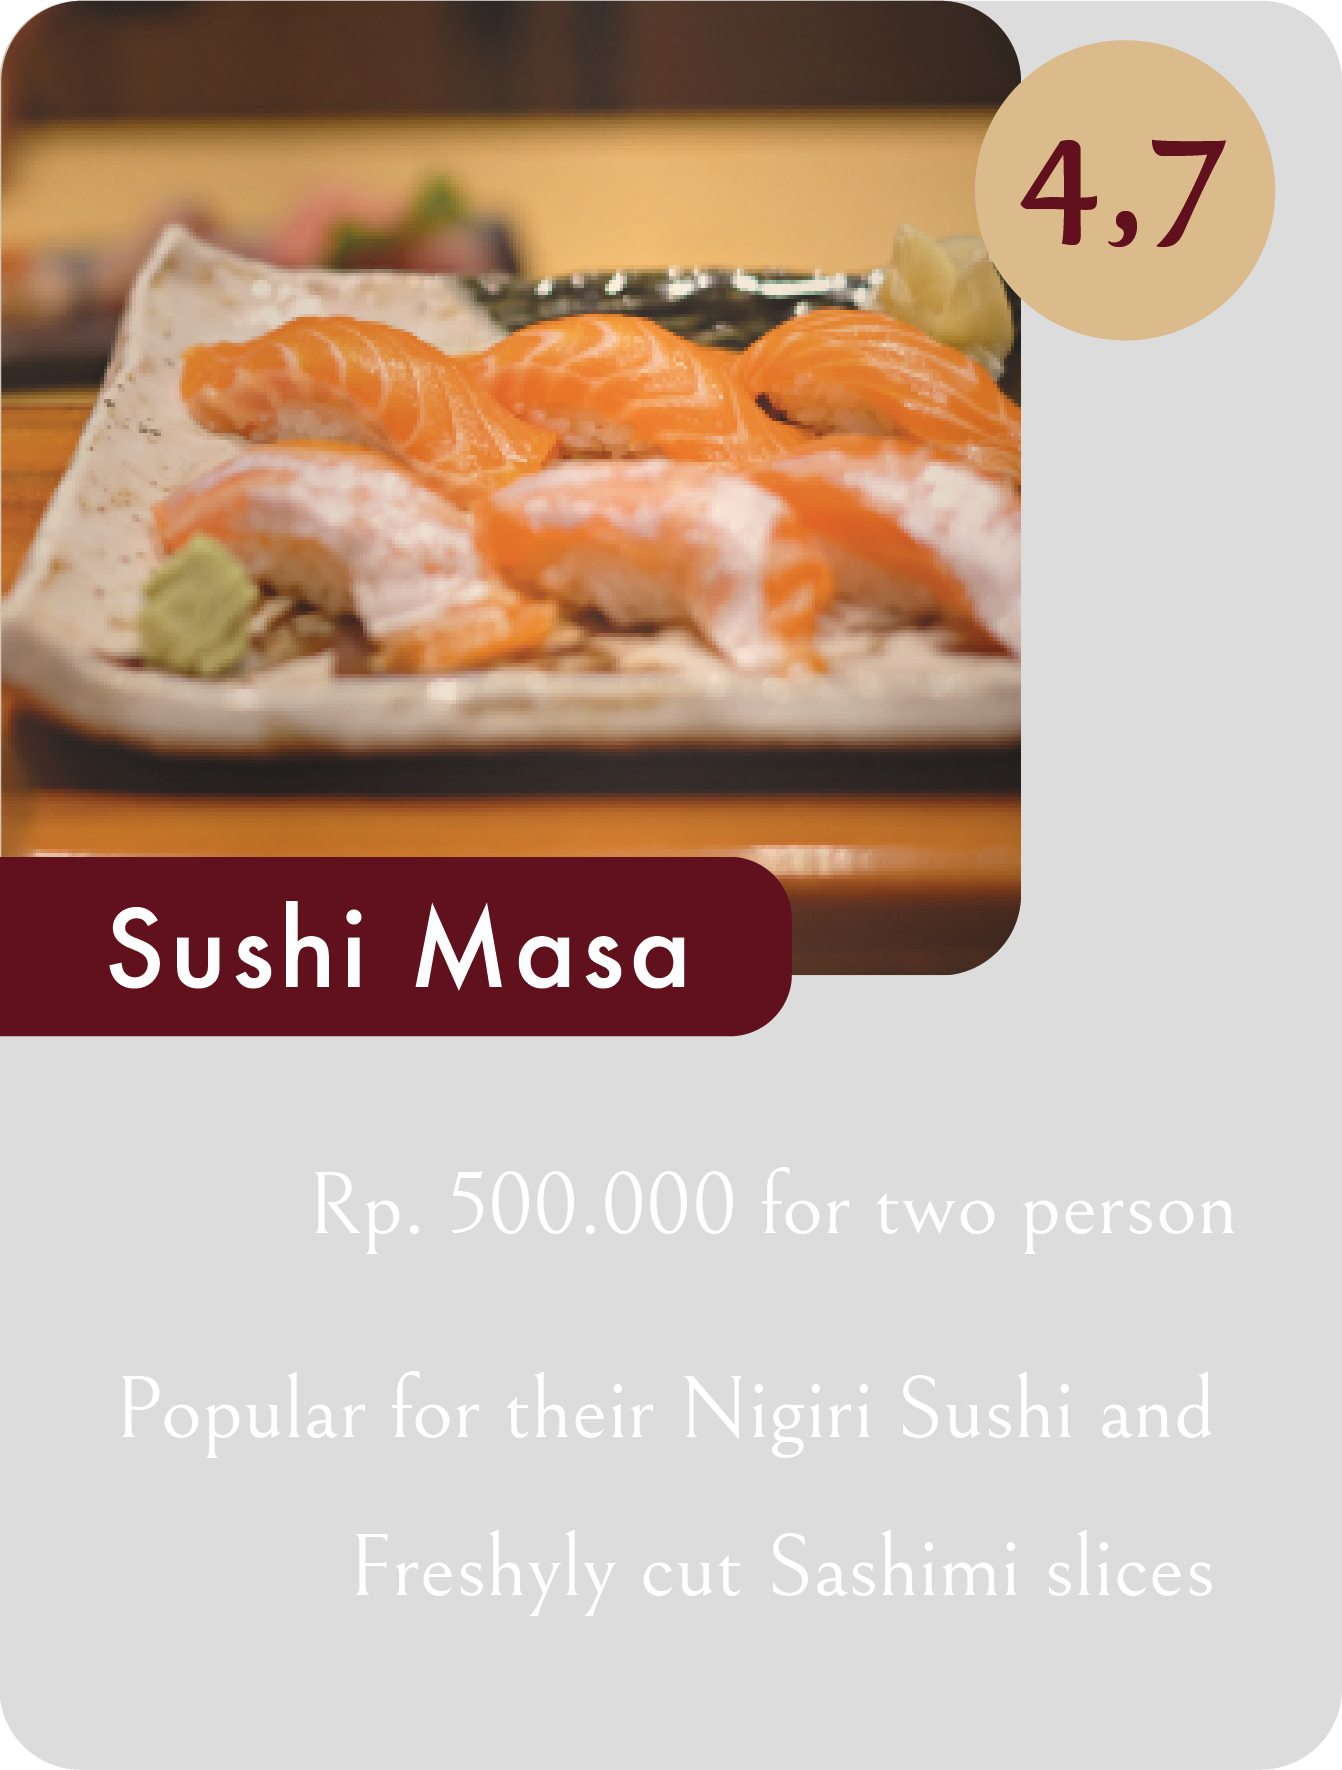 4,7
Sushi Masa
Rp. 500.000 for two person
Popular for their Nigiri Sushi and
Freshyly cut Sashimi slices